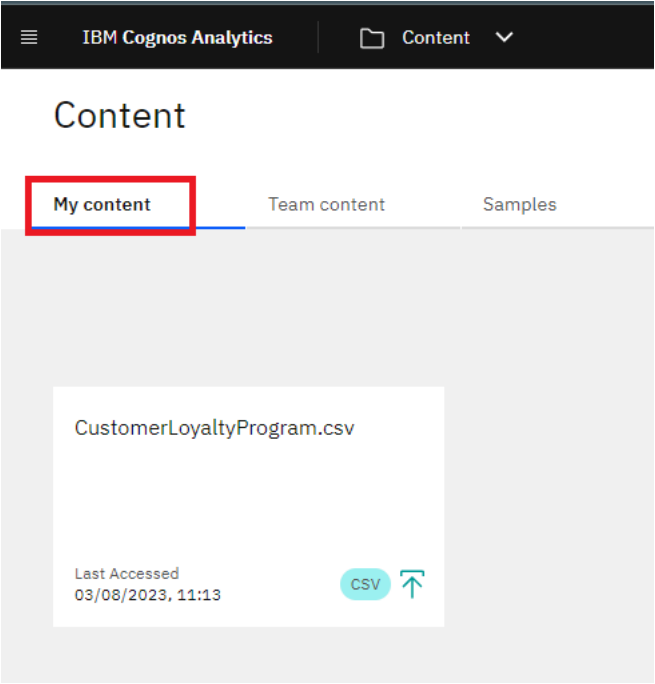 IBM Cognos Analytics Content
Content
My content Team content Samples
CustomerLoyaltyProgram.csv
Last Accessed
03/08/2023, 11:13
CSV